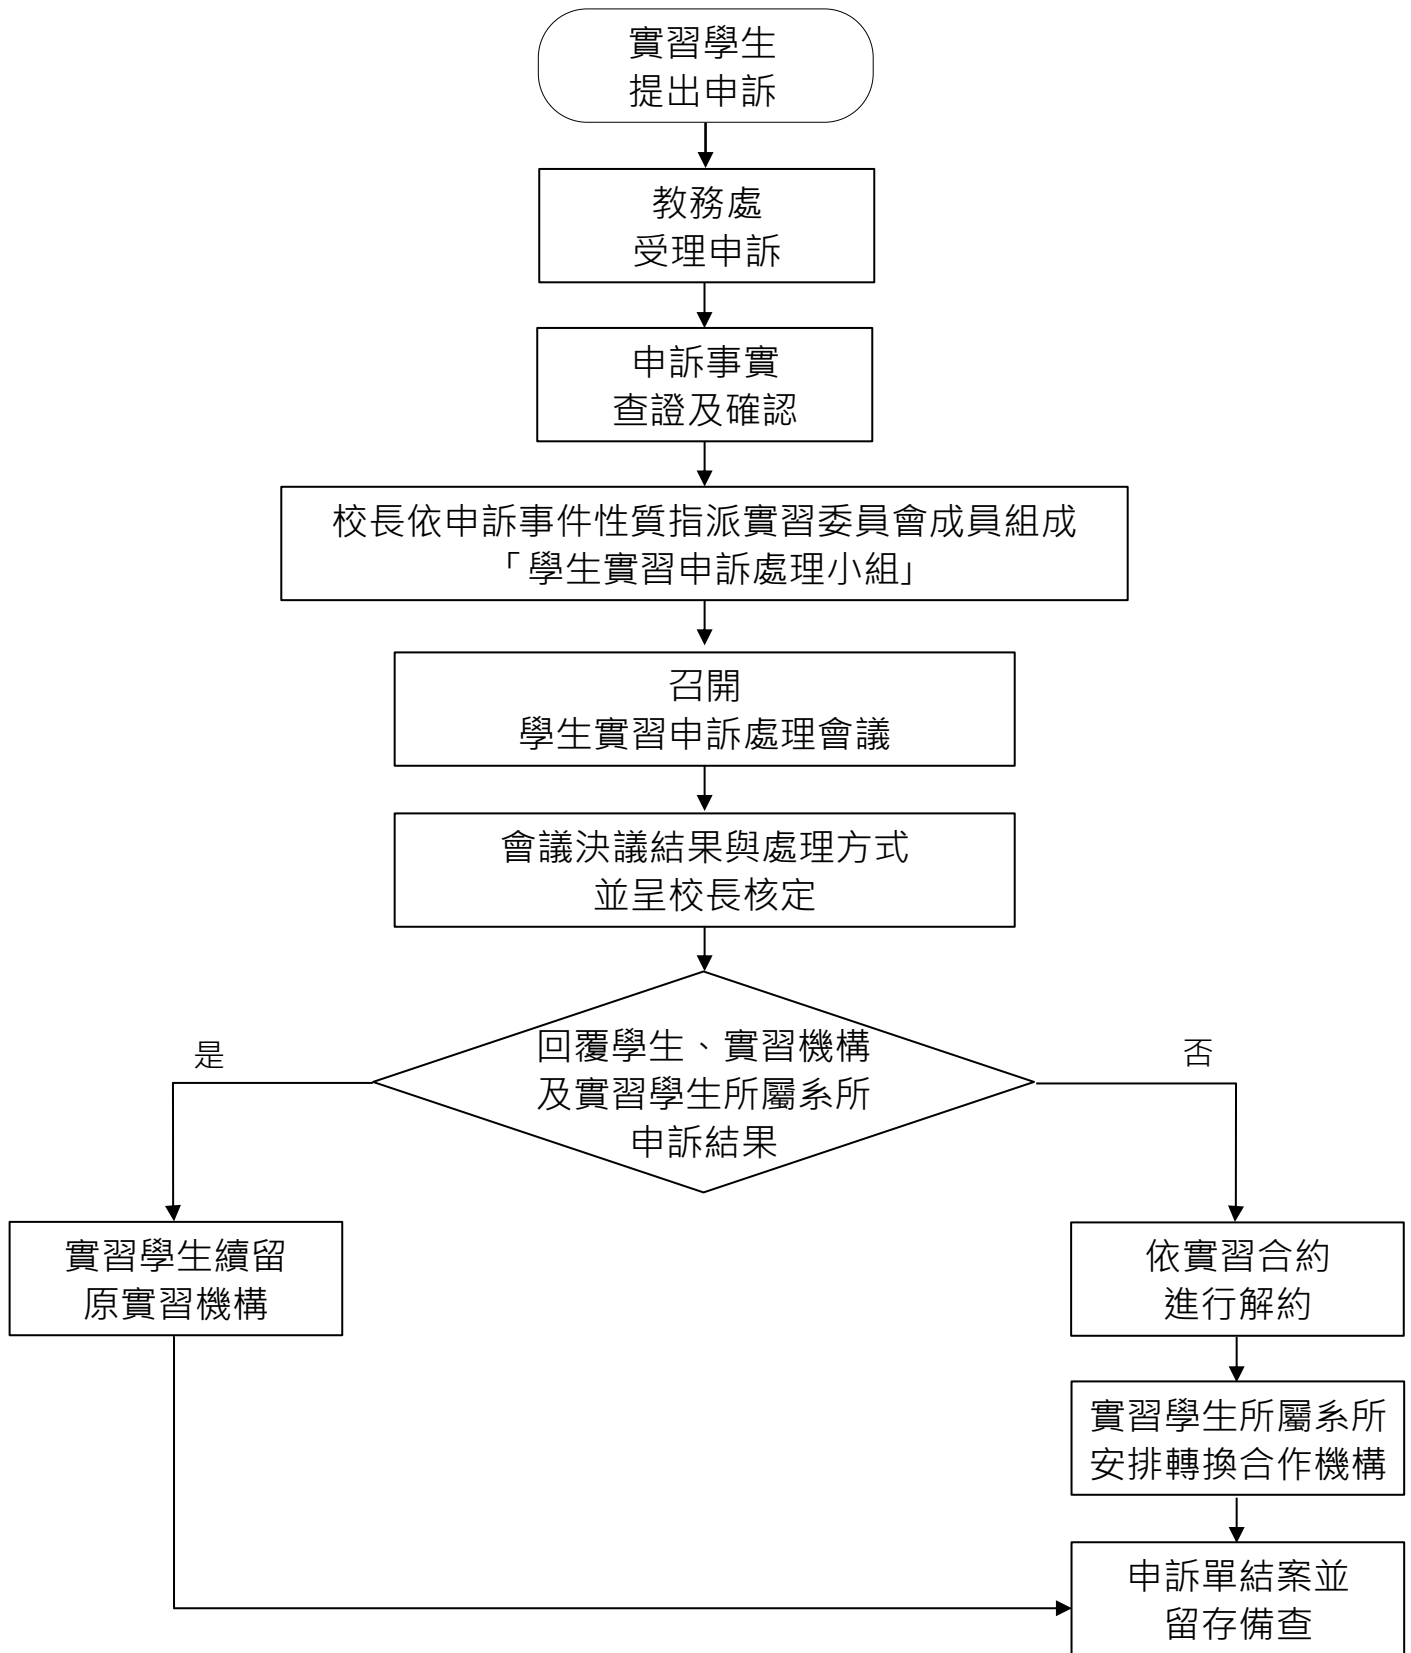 實習學生
提出申訴
教務處
受理申訴
申訴事實
查證及確認
校長依申訴事件性質指派實習委員會成員組成
「學生實習申訴處理小組」
召開
學生實習申訴處理會議
會議決議結果與處理方式
並呈校長核定
回覆學生、實習機構
及實習學生所屬系所
申訴結果
是
否
實習學生續留
原實習機構
依實習合約
進行解約
實習學生所屬系所
安排轉換合作機構
申訴單結案並
留存備查